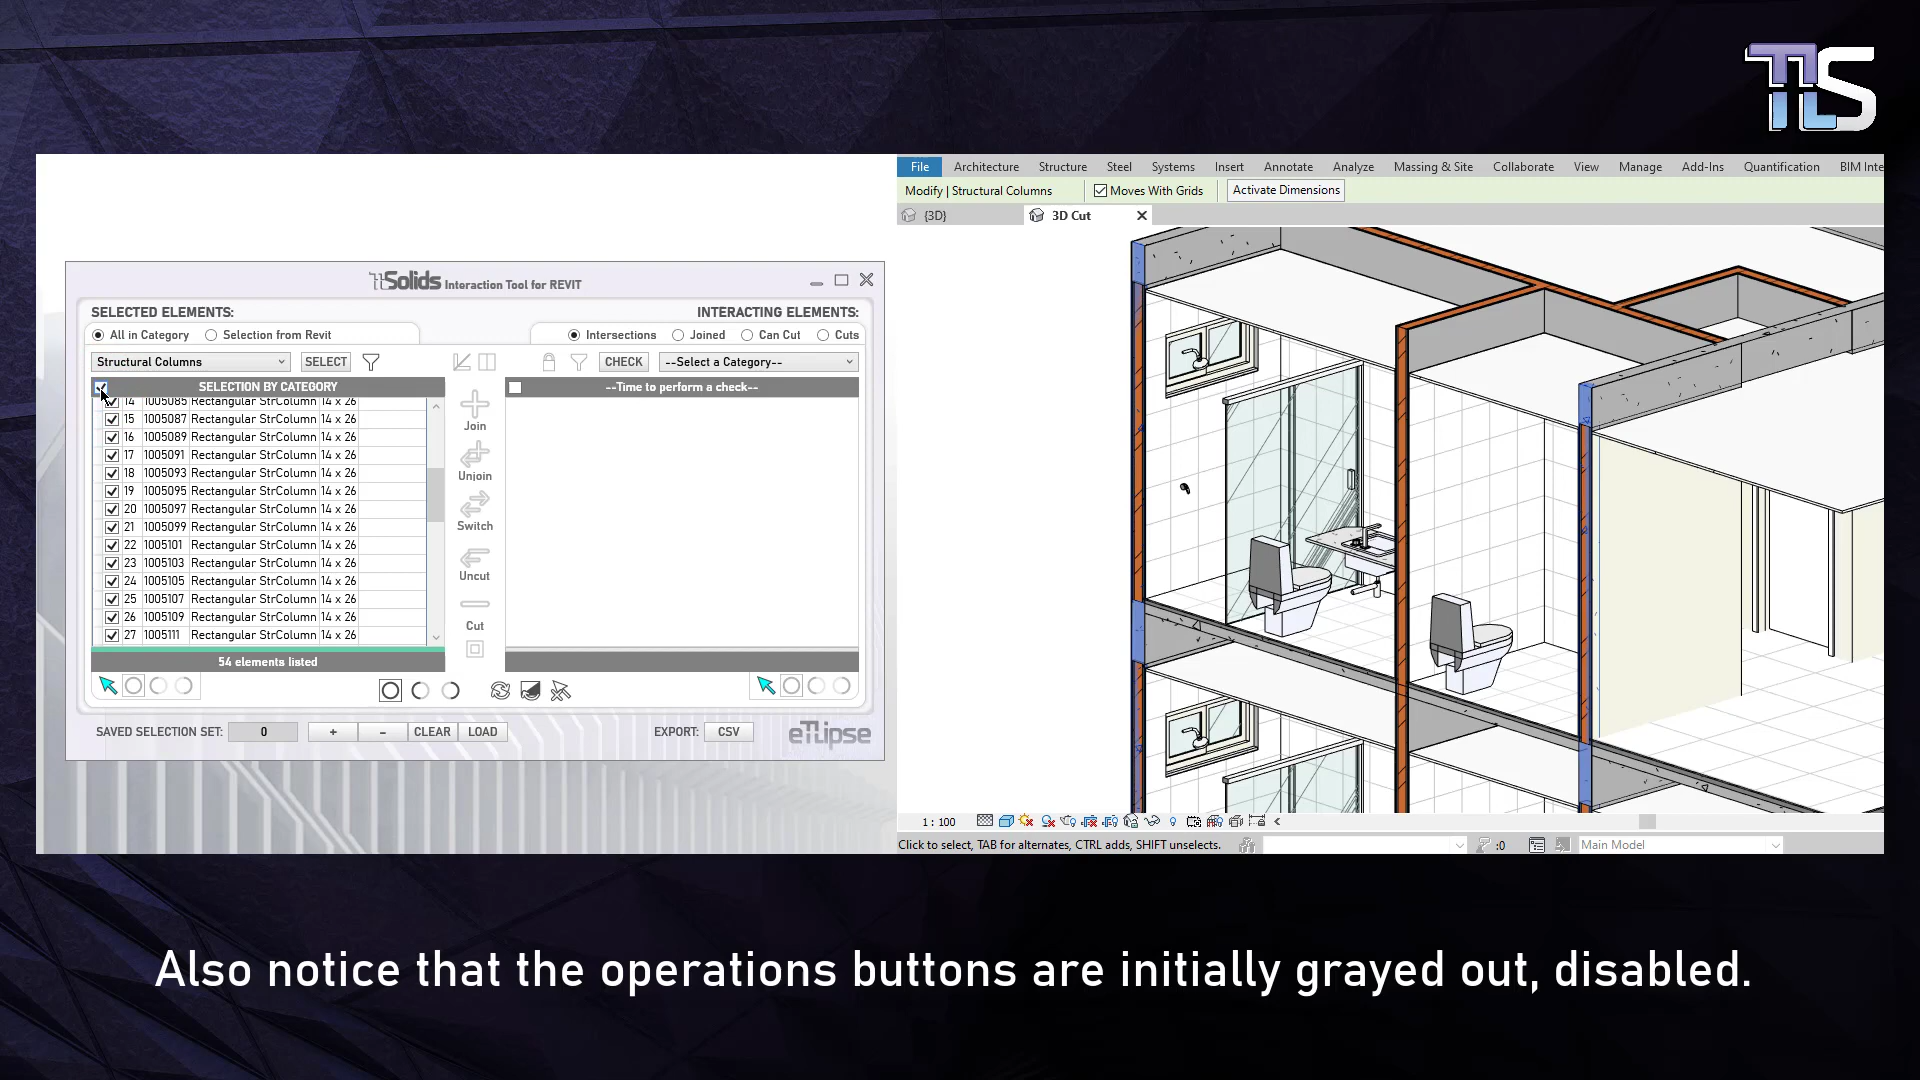 TLS
Solids Interaction Tool for REVIT
SELECTED ELEMENTS:
INTERACTING ELEMENTS:
All in Category
Selection from Revit
Intersections
Joined
Can Cut
Cuts
Structural Columns
SELECT
CHECK
--Select a Category--
SELECTION BY CATEGORY
--Time to perform a check--
14 1005085 Rectangular StrColumn 14 x 26
15 1005087 Rectangular StrColumn 14 x 26
16 1005089 Rectangular StrColumn 14 x 26
17 1005091 Rectangular StrColumn 14 x 26
18 1005093 Rectangular StrColumn 14 x 26
19 1005095 Rectangular StrColumn 14 x 26
20 1005097 Rectangular StrColumn 14 x 26
21 1005099 Rectangular StrColumn 14 x 26
22 1005101 Rectangular StrColumn 14 x 26
23 1005103 Rectangular StrColumn 14 x 26
24 1005105 Rectangular StrColumn 14 x 26
25 1005107 Rectangular StrColumn 14 x 26
26 1005109 Rectangular StrColumn 14 x 26
27 1005111 Rectangular StrColumn 14 x 26
54 elements listed
Join
Unjoin
Switch
Uncut
Cut
SAVED SELECTION SET:
0
+
-
CLEAR
LOAD
EXPORT:
CSV
eTLipse
File Architecture Structure Steel Systems Insert Annotate Analyze Massing & Site Collaborate View Manage Add-Ins Quantification BIM Inte
Modify | Structural Columns
Moves With Grids
Activate Dimensions
{3D}
3D Cut
1 : 100
Click to select, TAB for alternates, CTRL adds, SHIFT unselects.
:0
Main Model
Also notice that the operations buttons are initially grayed out, disabled.